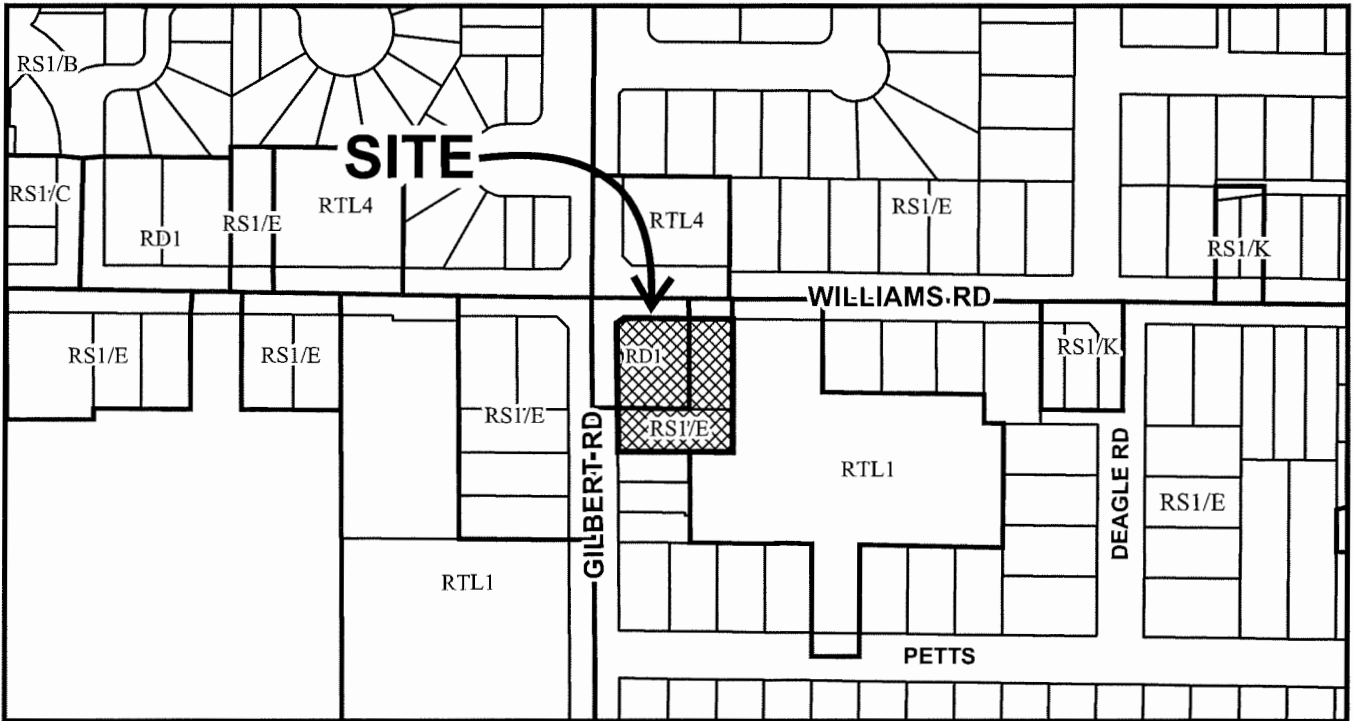 RS1/B
SITE
RS1/C
RD1
RS1/E
RTL4
RTL4
RS1/E
RS1/K
WILLIAMS RD
RS1/E
RS1/E
RS1/E
RD1
RS1/E
RS1/K
GILBERT RD
RTL1
DEAGLE RD
RS1/E
RTL1
PETTS